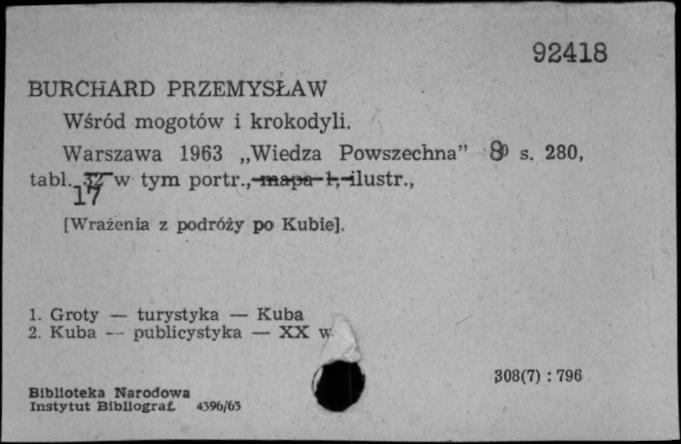 92418
BURCHARD PRZEMYSŁAW
Wśród mogotów i krokodyli.
Warszawa 1963 „Wiedza Powszechna” 8⁰ s. 280,
tabl. 32 w tym portr., mapa 1, ilustr.,
17
[Wrażenia z podróży po Kubie].
1. Groty — turystyka — Kuba
2. Kuba — publicystyka — XX w.
308(7) : 796
Biblioteka Narodowa
Instytut Bibliograf. 4396/63